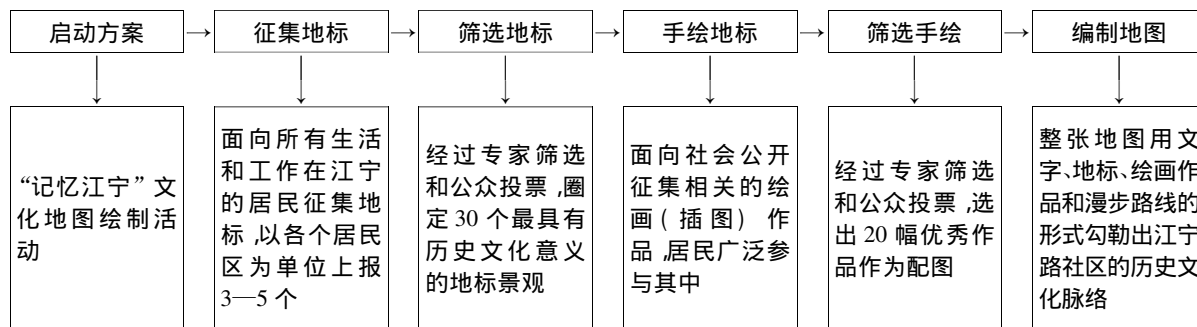 启动方案
征集地标
筛选地标
手绘地标
筛选手绘
编制地图
“记忆江宁”文
化地图绘制活
动
面向所有生活
和工作在江宁
的居民征集地
标,以各个居民
区为单位上报
3—5个
经过专家筛选
和公众投票,圈
定30个最具有
历史文化意义
的地标景观
面向社会公开
征集相关的绘
画(插图)作
品,居民广泛参
与其中
经过专家筛选
和公众投票,选
出20幅优秀作
品作为配图
整张地图用文
字、地标、绘画作
品和漫步路线的
形式勾勒出江宁
路社区的历史文
化脉络